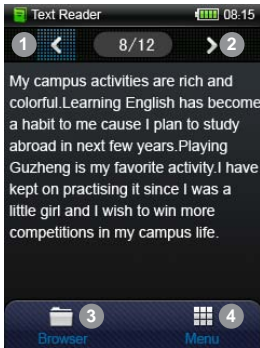 Text Reader 08:15
1 8/12 2
My campus activities are rich and
colorful.Learning English has become
a habit to me cause I plan to study
abroad in next few years.Playing
Guzheng is my favorite activity.I have
kept on practising it since I was a
little girl and I wish to win more
competitions in my campus life.
3 4
Browser Menu